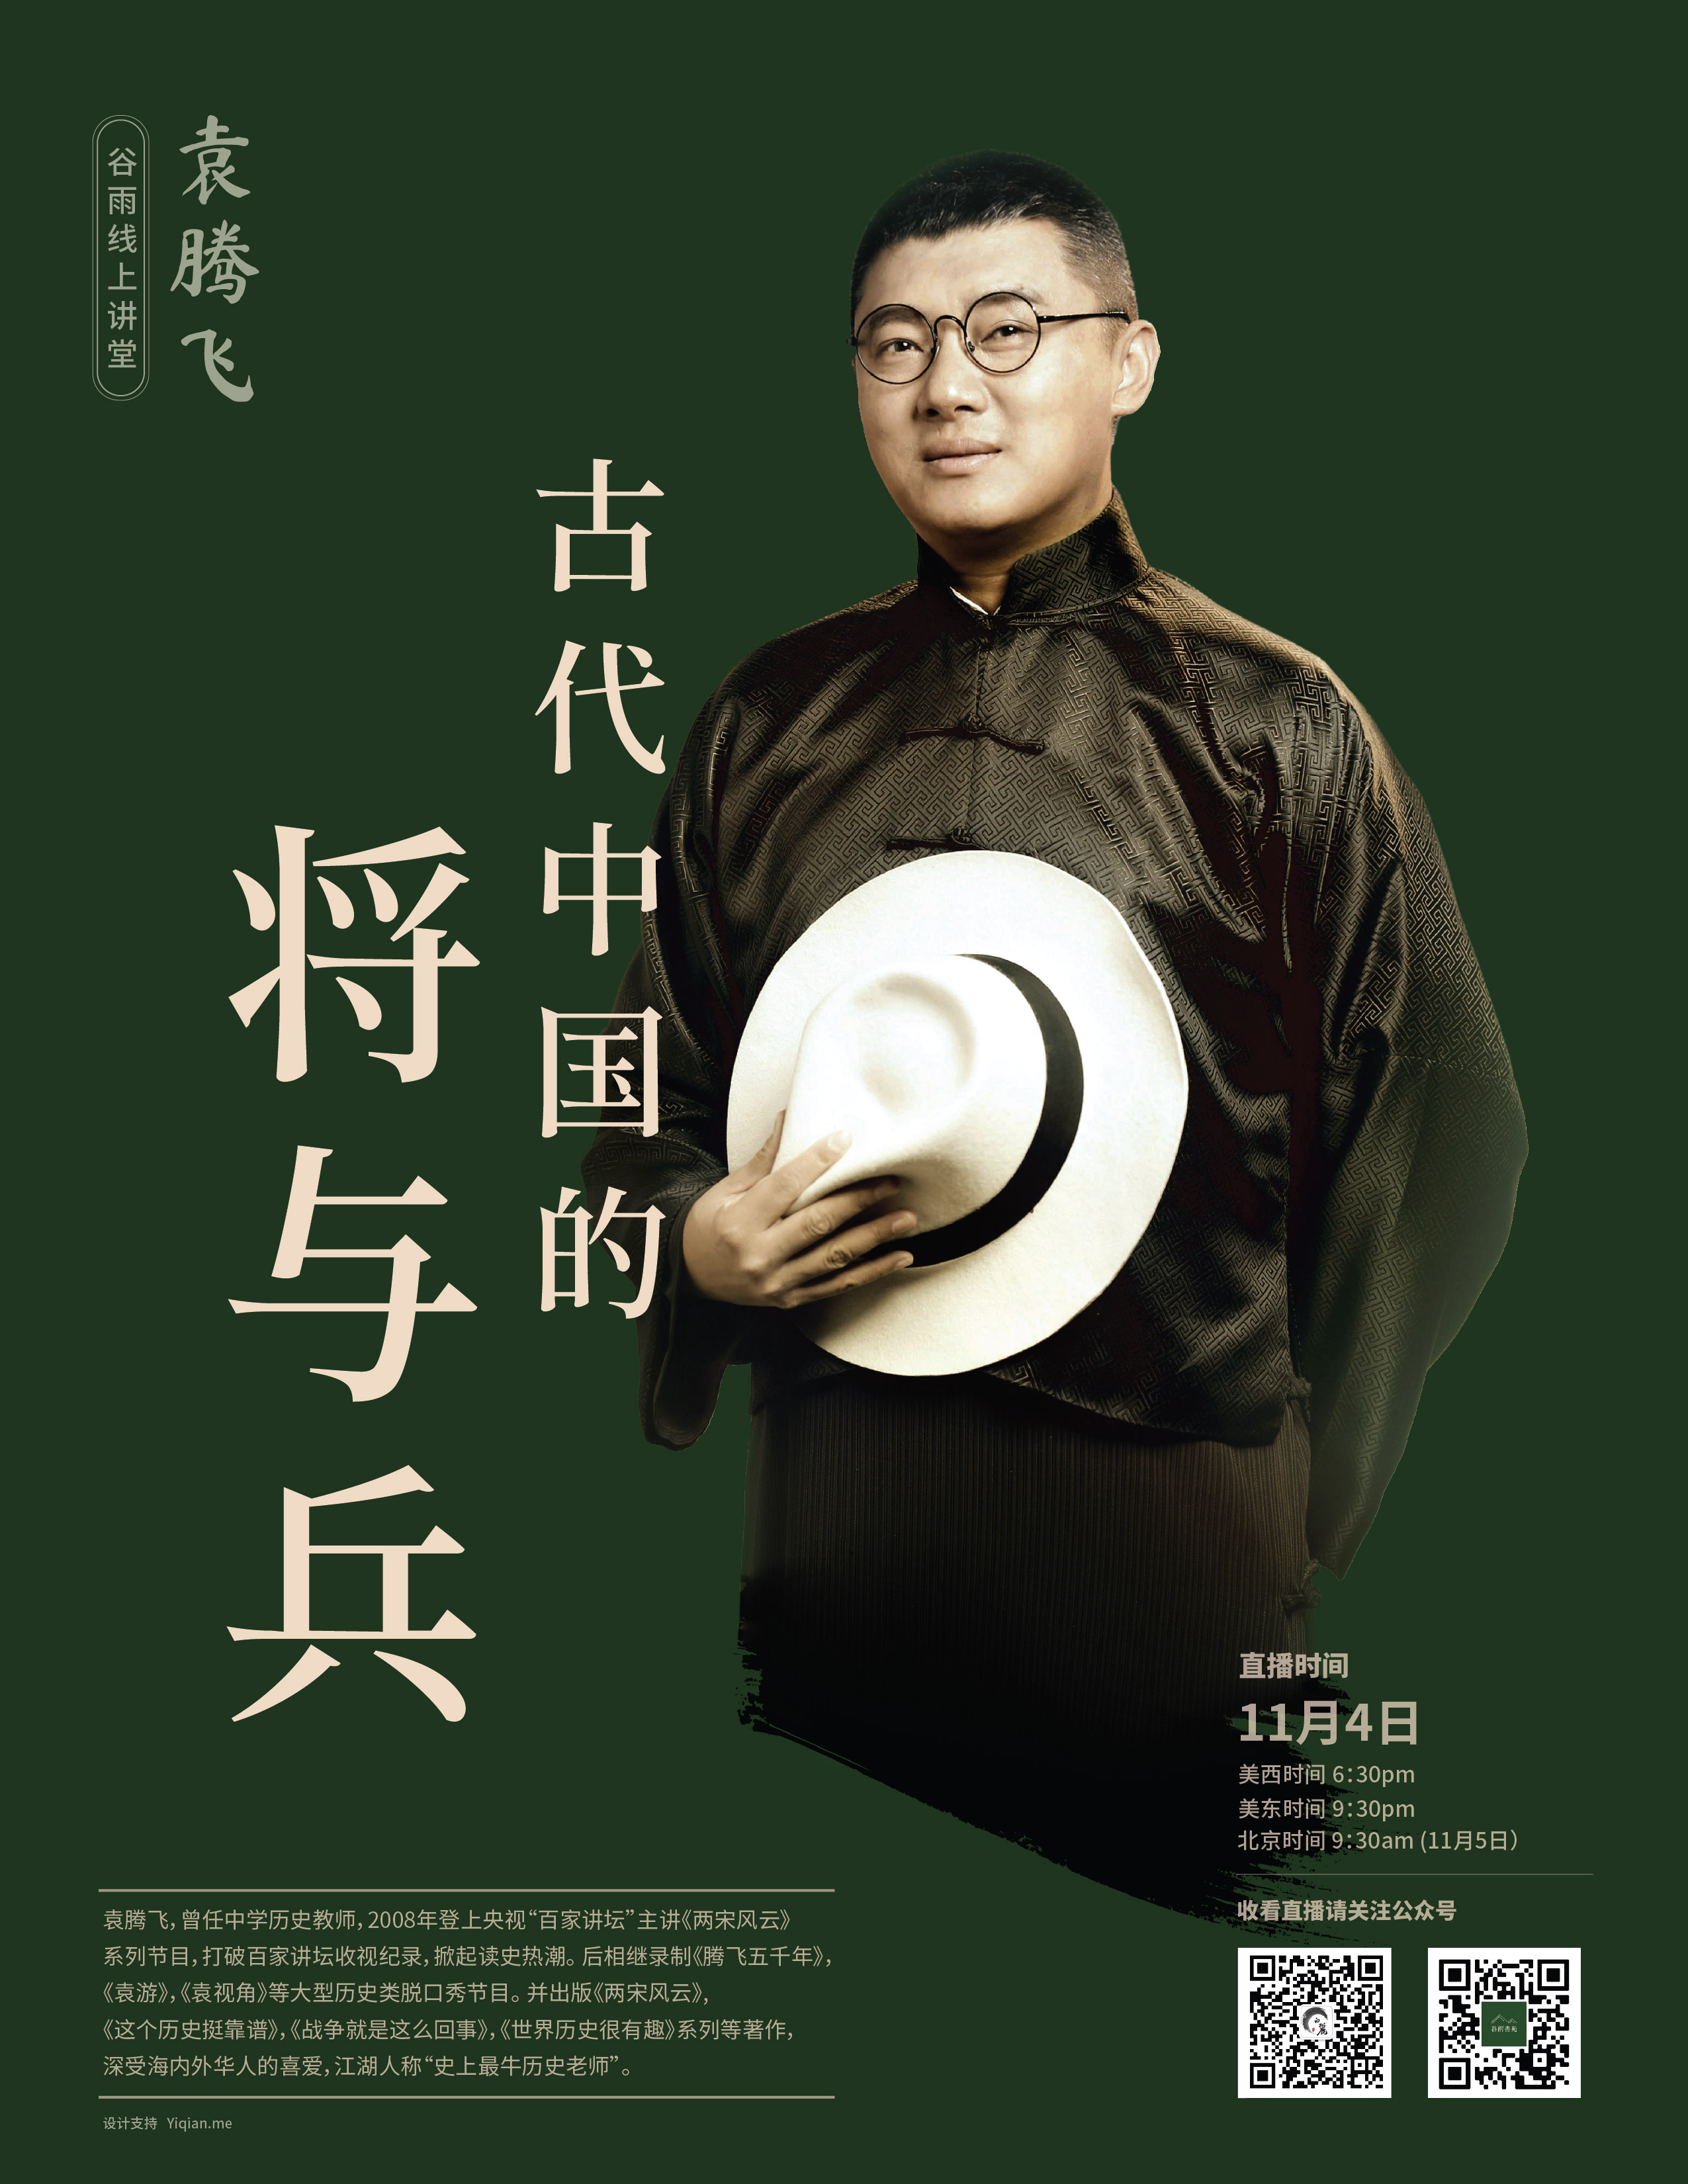 谷雨线上讲堂
袁腾飞
古代中国的
将与兵
直播时间
11月4日
美西时间 6:30pm
美东时间 9:30pm
北京时间 9:30am (11月5日)
收看直播请关注公众号
袁腾飞,曾任中学历史教师,2008年登上央视“百家讲坛”主讲《两宋风云》
系列节目,打破百家讲坛收视纪录,掀起读史热潮。后相继录制《腾飞五千年》,
《袁游》,《袁视角》等大型历史类脱口秀节目。并出版《两宋风云》,
《这个历史挺靠谱》,《战争就是这么回事》,《世界历史很有趣》系列等著作,
深受海内外华人的喜爱,江湖人称“史上最牛历史老师”。
设计支持 Yiqian.me